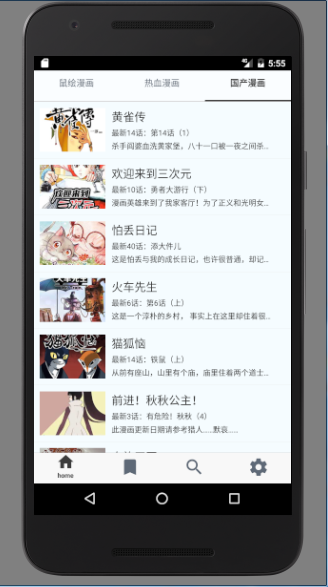 5:55
鼠绘漫画
热血漫画
国产漫画
黄雀传
最新14话：第14话（1）
杀手阎婆血洗黄家堡，八十一口被一夜之间杀...
欢迎来到三次元
最新10话：勇者大游行（下）
漫画英雄来到了我家客厅！为了正义和光明女...
怕丢日记
最新40话：添大件儿
这是怕丢与我的成长日记，也许很普通，却记...
火车先生
最新6话：第6话（上）
这是一个淳朴的乡村， 事实上在这里却住着很...
猫狐恼
最新14话：铁鼠（上）
从前有座山，山里有个庙，庙里住着两个道士...
前进！秋秋公主！
最新3话：有危险！秋秋（4）
此漫画更新日期请参考猎人......默哀......
home